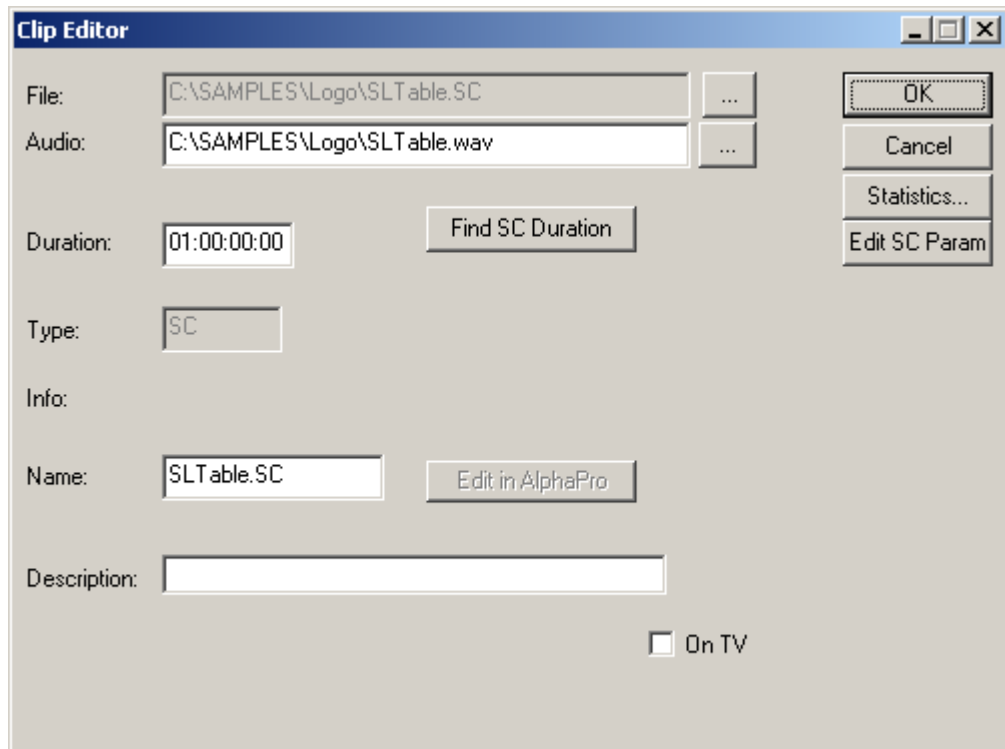 Clip Editor
File: C:\SAMPLES\Logo\SLTable.SC ... OK
Audio: C:\SAMPLES\Logo\SLTable.wav ... Cancel
Statistics...
Duration: 01:00:00:00 Find SC Duration Edit SC Param
Type: SC
Info:
Name: SLTable.SC Edit in AlphaPro
Description:
On TV